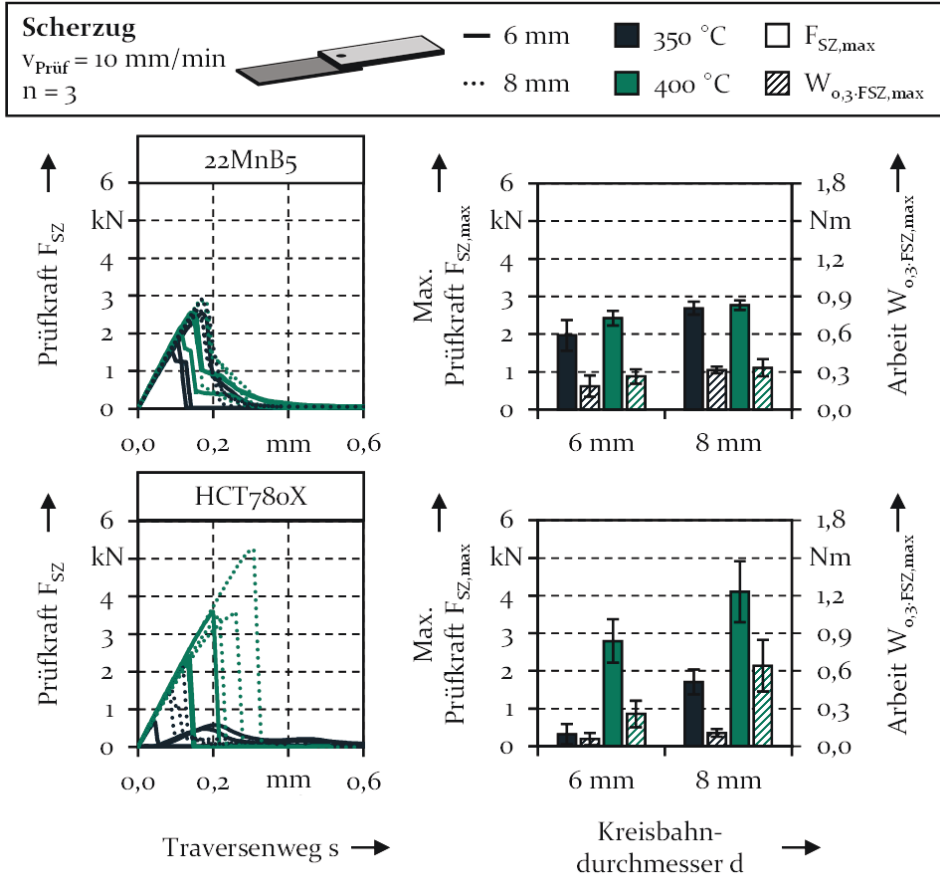 Scherzug
v_Prüf = 10 mm/min
n = 3
6 mm
8 mm
350 °C
400 °C
F_SZ,max
W_0,3·FSZ,max
22MnB5
Prüfkraft F_SZ
6
kN
4
3
2
1
0
0,0
0,2
mm
0,6
Max.
Prüfkraft F_SZ,max
6
kN
4
3
2
1
0
6 mm
8 mm
1,8
Nm
1,2
0,9
0,6
0,3
0,0
Arbeit W_0,3·FSZ,max
HCT780X
Prüfkraft F_SZ
6
kN
4
3
2
1
0
0,0
0,2
mm
0,6
Traversenweg s
Max.
Prüfkraft F_SZ,max
6
kN
4
3
2
1
0
6 mm
8 mm
1,8
Nm
1,2
0,9
0,6
0,3
0,0
Arbeit W_0,3·FSZ,max
Kreisbahn-
durchmesser d